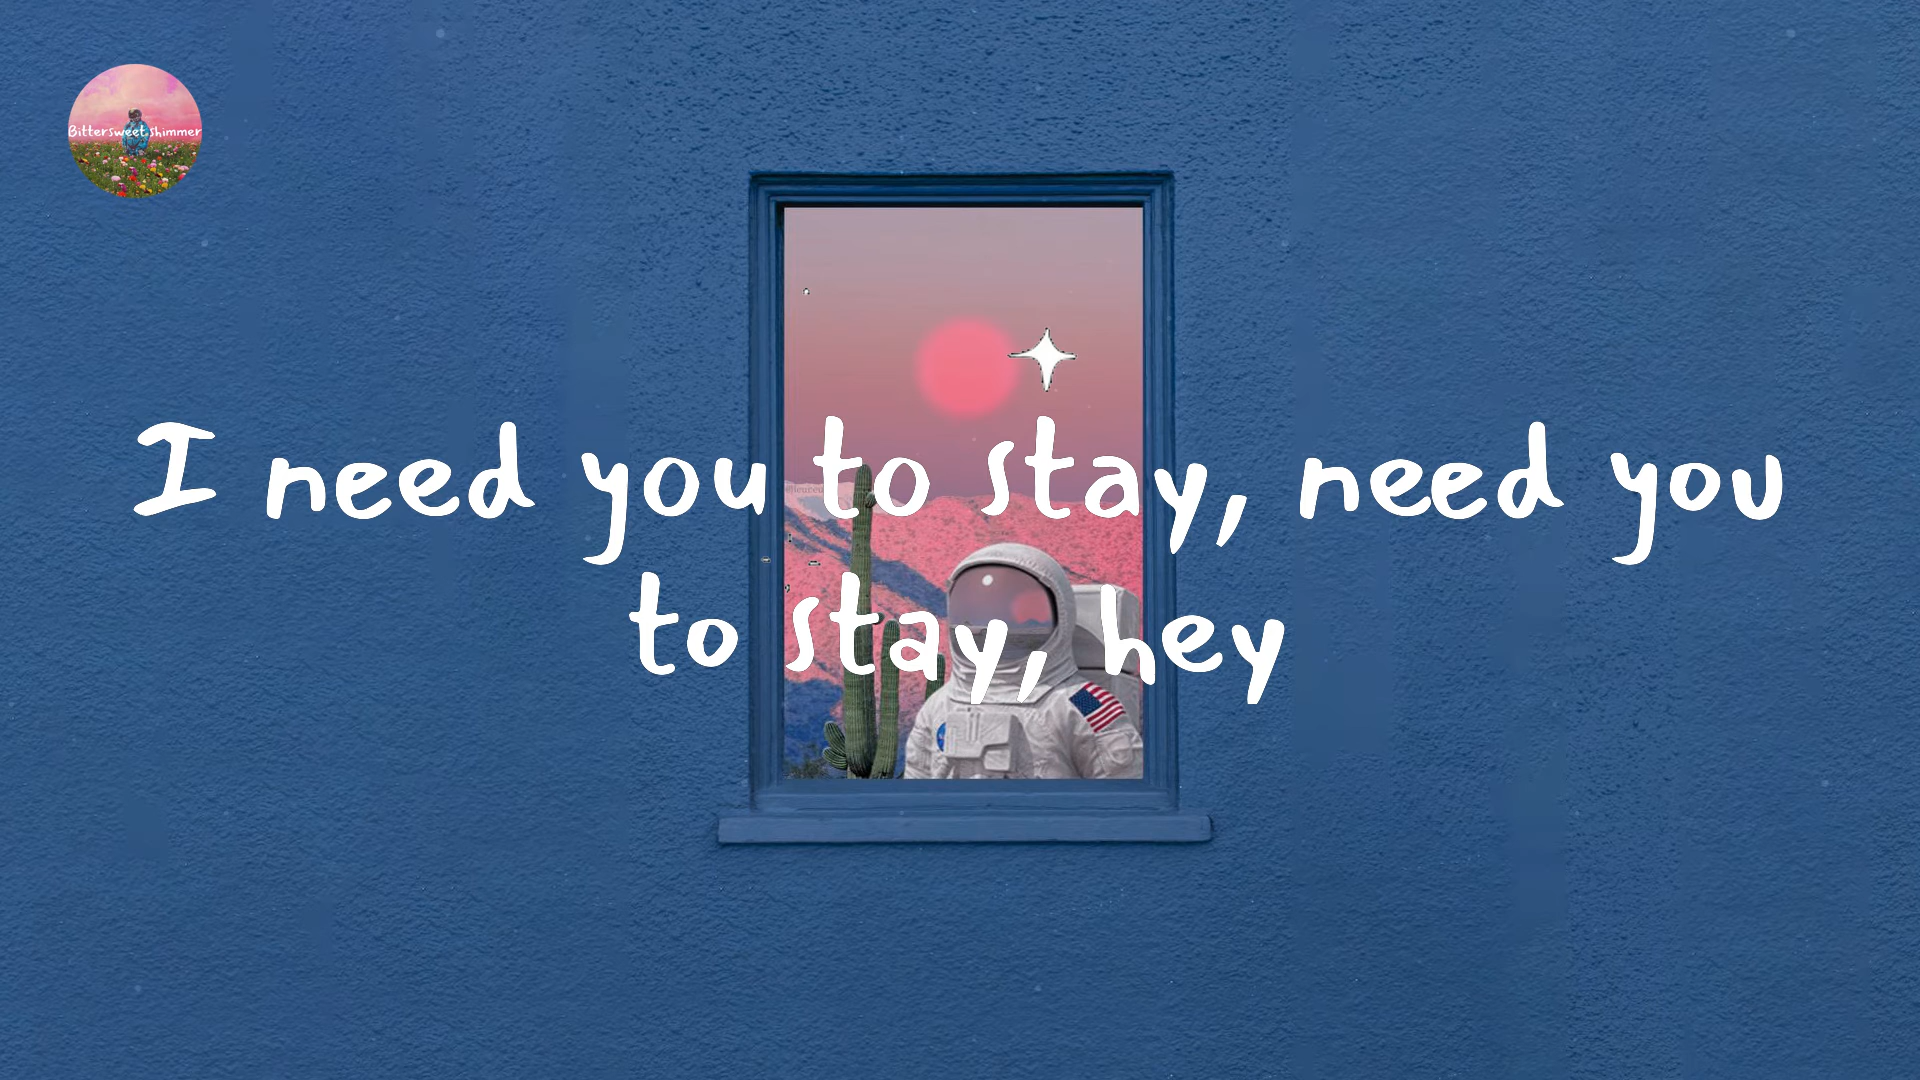 Bittersweet shimmer
I need you to stay, need you
to stay, hey